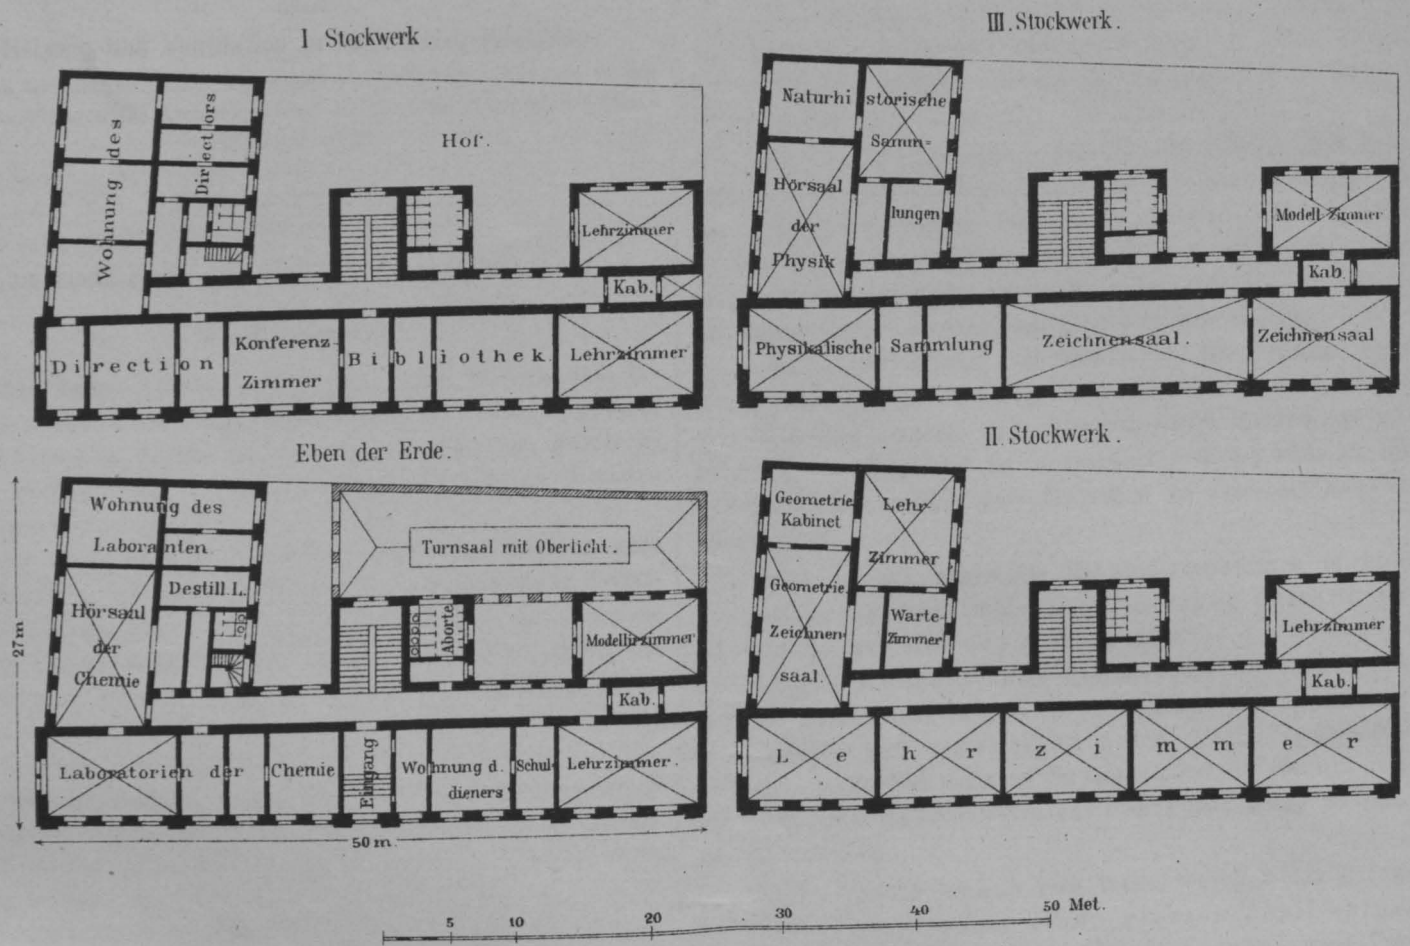 I Stockwerk.
Wohnung des
Directors
Hof.
Lehrzimmer
Kab.
Direction
Konferenz-
Zimmer
Bibliothek
Lehrzimmer
III. Stockwerk.
Naturhi storische
Samm=
lungen
Hörsaal
der
Physik
Modell Zimmer
Kab.
Physikalische Sammlung
Zeichnensaal.
Zeichnensaal
Eben der Erde.
Wohnung des
Laboranten.
Destill. L.
Hörsaal
der
Chemie
Turnsaal mit Oberlicht.
Aborte
Modellirzimmer
Kab.
Laboratorien der Chemie
Eingang
Wohnung d. Schul-
dieners
Lehrzimmer.
27 m
50 m.
II. Stockwerk.
Geometrie
Kabinet
Lehr-
Zimmer
Geometrie
Zeichnen-
saal.
Warte-
Zimmer
Lehrzimmer
Kab.
Lehrzimmer
5 10 20 30 40 50 Met.